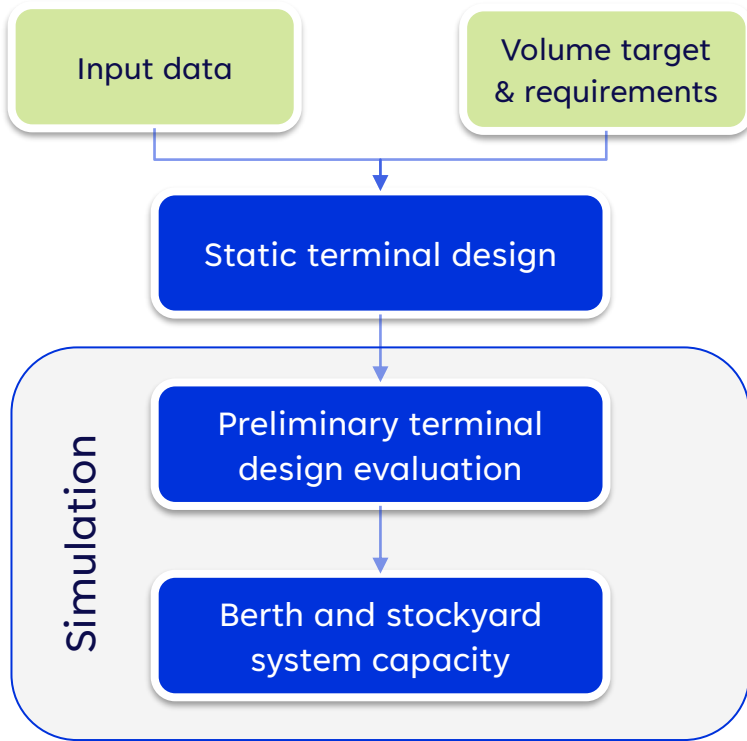 Input data
Volume target
& requirements
Static terminal design
Simulation
Preliminary terminal
design evaluation
Berth and stockyard
system capacity